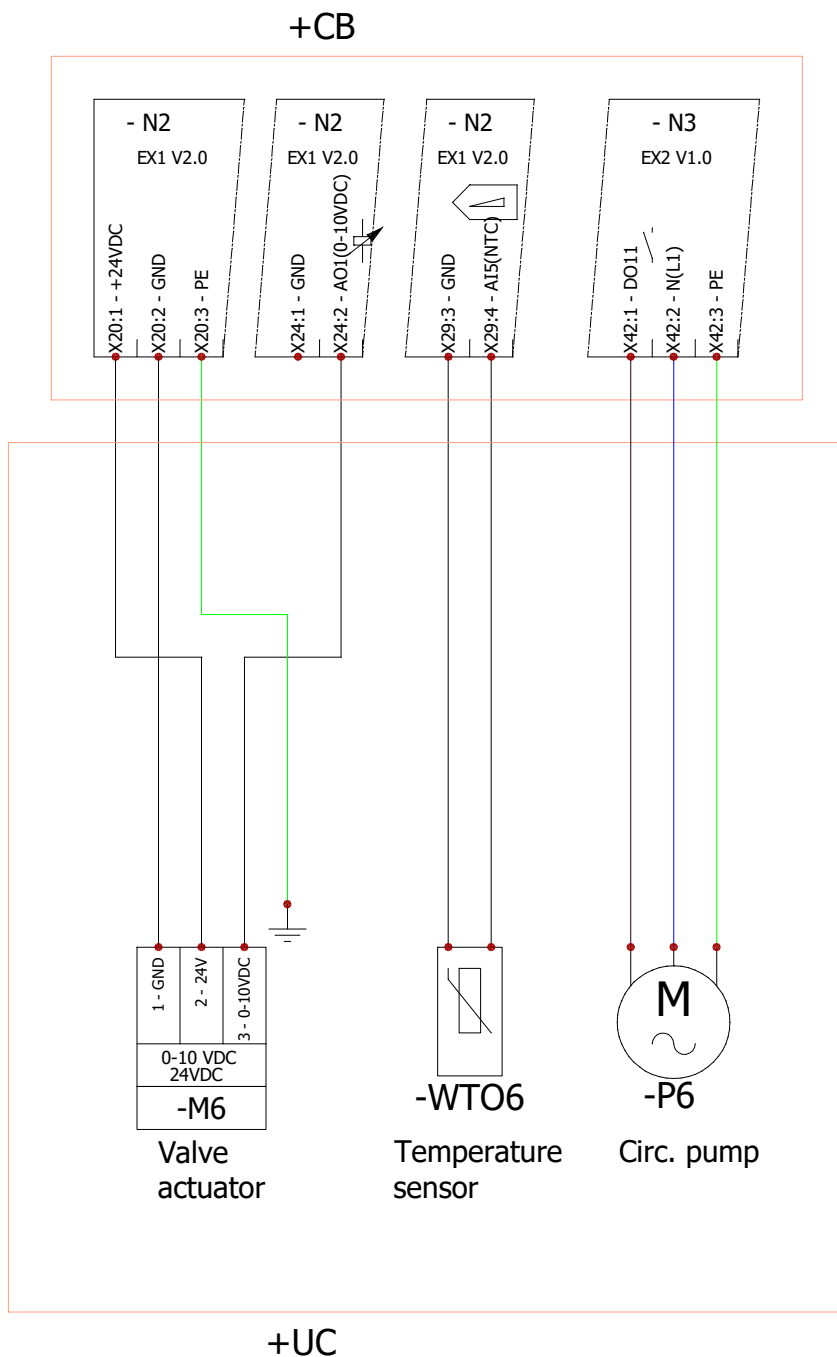 +CB
- N2
EX1 V2.0
X20:1 - +24VDC
X20:2 - GND
X20:3 - PE
- N2
EX1 V2.0
X24:1 - GND
X24:2 - AO1(0-10VDC)
- N2
EX1 V2.0
X29:3 - GND
X29:4 - AI5(NTC)
- N3
EX2 V1.0
X42:1 - DO11
X42:2 - N(L1)
X42:3 - PE
1 - GND
2 - 24V
3 - 0-10VDC
0-10 VDC
24VDC
-M6
Valve
actuator
-WTO6
Temperature
sensor
M
-P6
Circ. pump
+UC